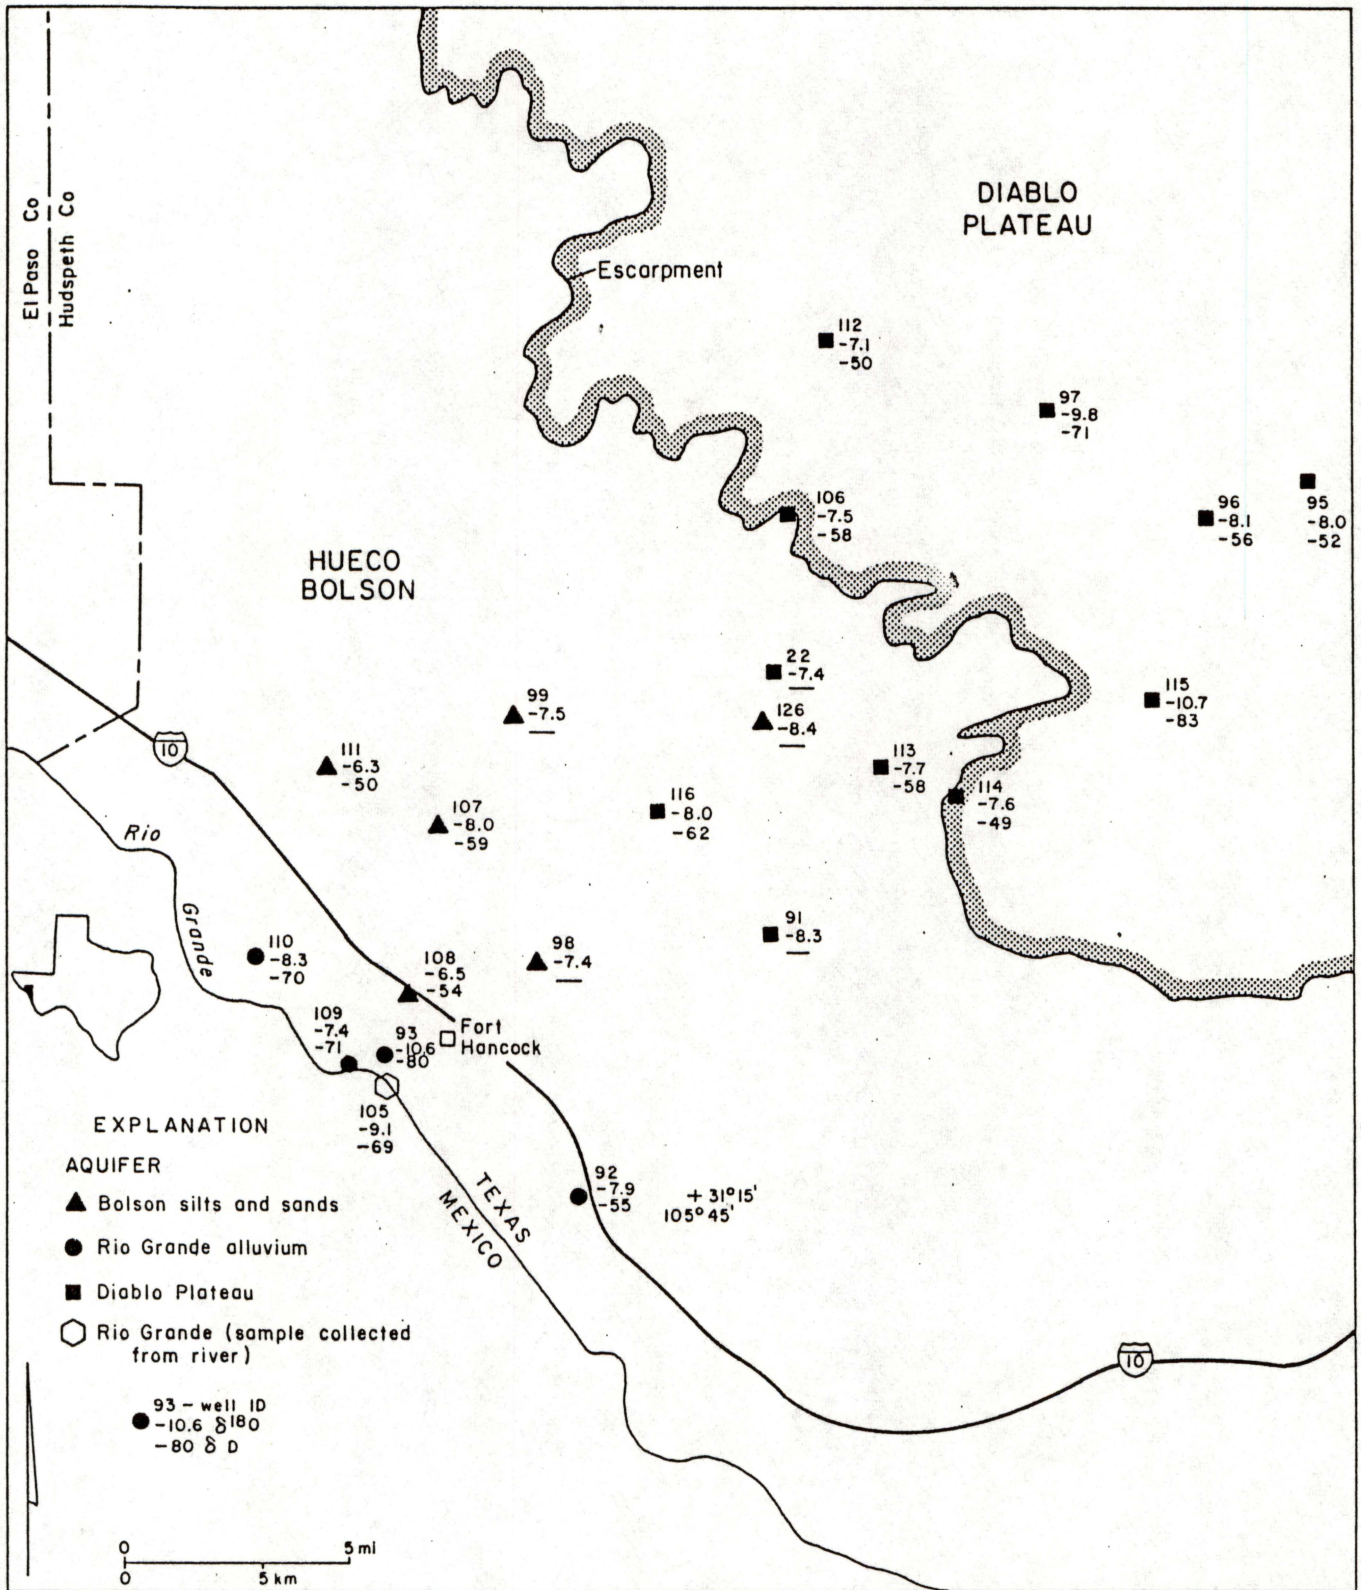 El Paso Co
Hudspeth Co
DIABLO
PLATEAU
Escarpment
112
-7.1
-50
97
-9.8
-71
106
-7.5
-58
96
-8.1
-56
95
-8.0
-52
HUECO
BOLSON
22
-7.4
—
99
-7.5
—
126
-8.4
—
115
-10.7
-83
10
111
-6.3
-50
113
-7.7
-58
114
-7.6
-49
107
-8.0
-59
116
-8.0
-62
Rio
Grande
91
-8.3
—
110
-8.3
-70
108
-6.5
-54
98
-7.4
—
109
-7.4
-71
93
-10.6
-80
Fort
Hancock
105
-9.1
-69
TEXAS
MEXICO
92
-7.9
-55
+ 31°15'
105° 45'
EXPLANATION
AQUIFER
Bolson silts and sands
Rio Grande alluvium
Diablo Plateau
Rio Grande (sample collected
from river)
93 – well ID
-10.6 δ18O
-80 δ D
10
0 5 mi
0 5 km